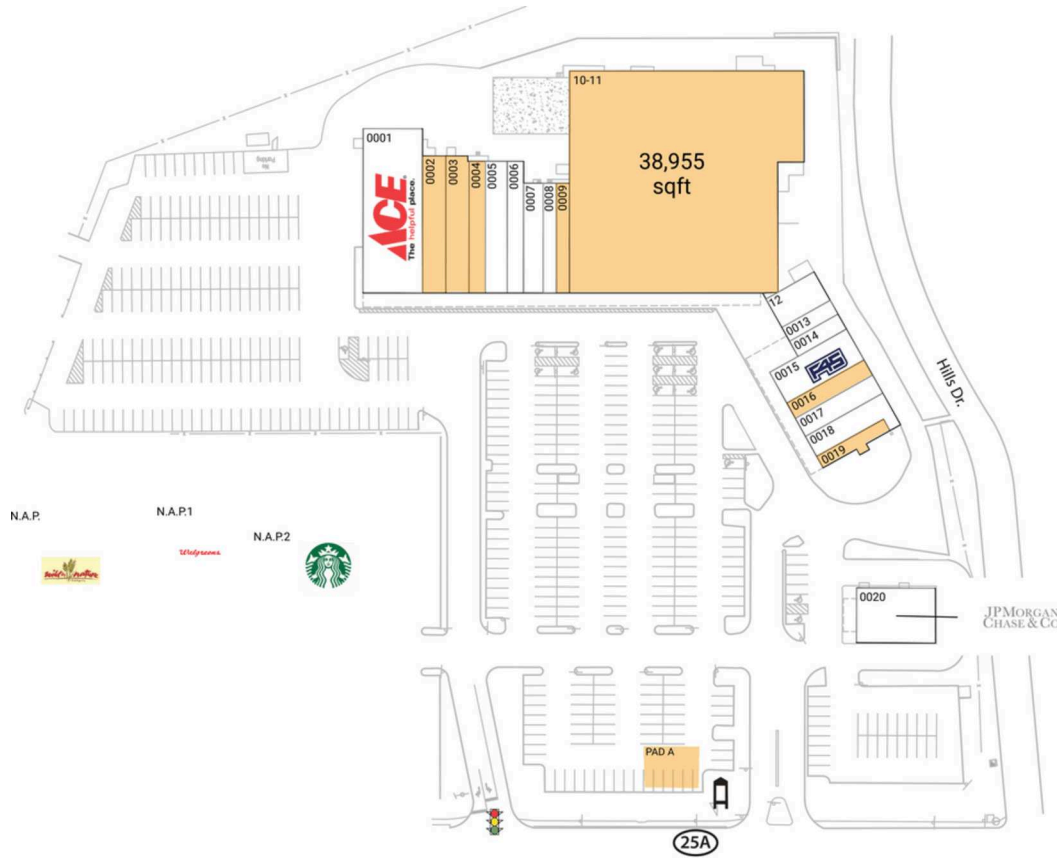 10-11
38,955
sqft
0001
ACE
The helpful place.
0002
0003
0004
0005
0006
0007
0008
0009
12
0013
0014
0015
F45
0016
0017
0018
0019
Hills Dr.
N.A.P.
N.A.P.1
N.A.P.2
Walgreens
0020
JPMORGAN
CHASE & CO
PAD A
25A